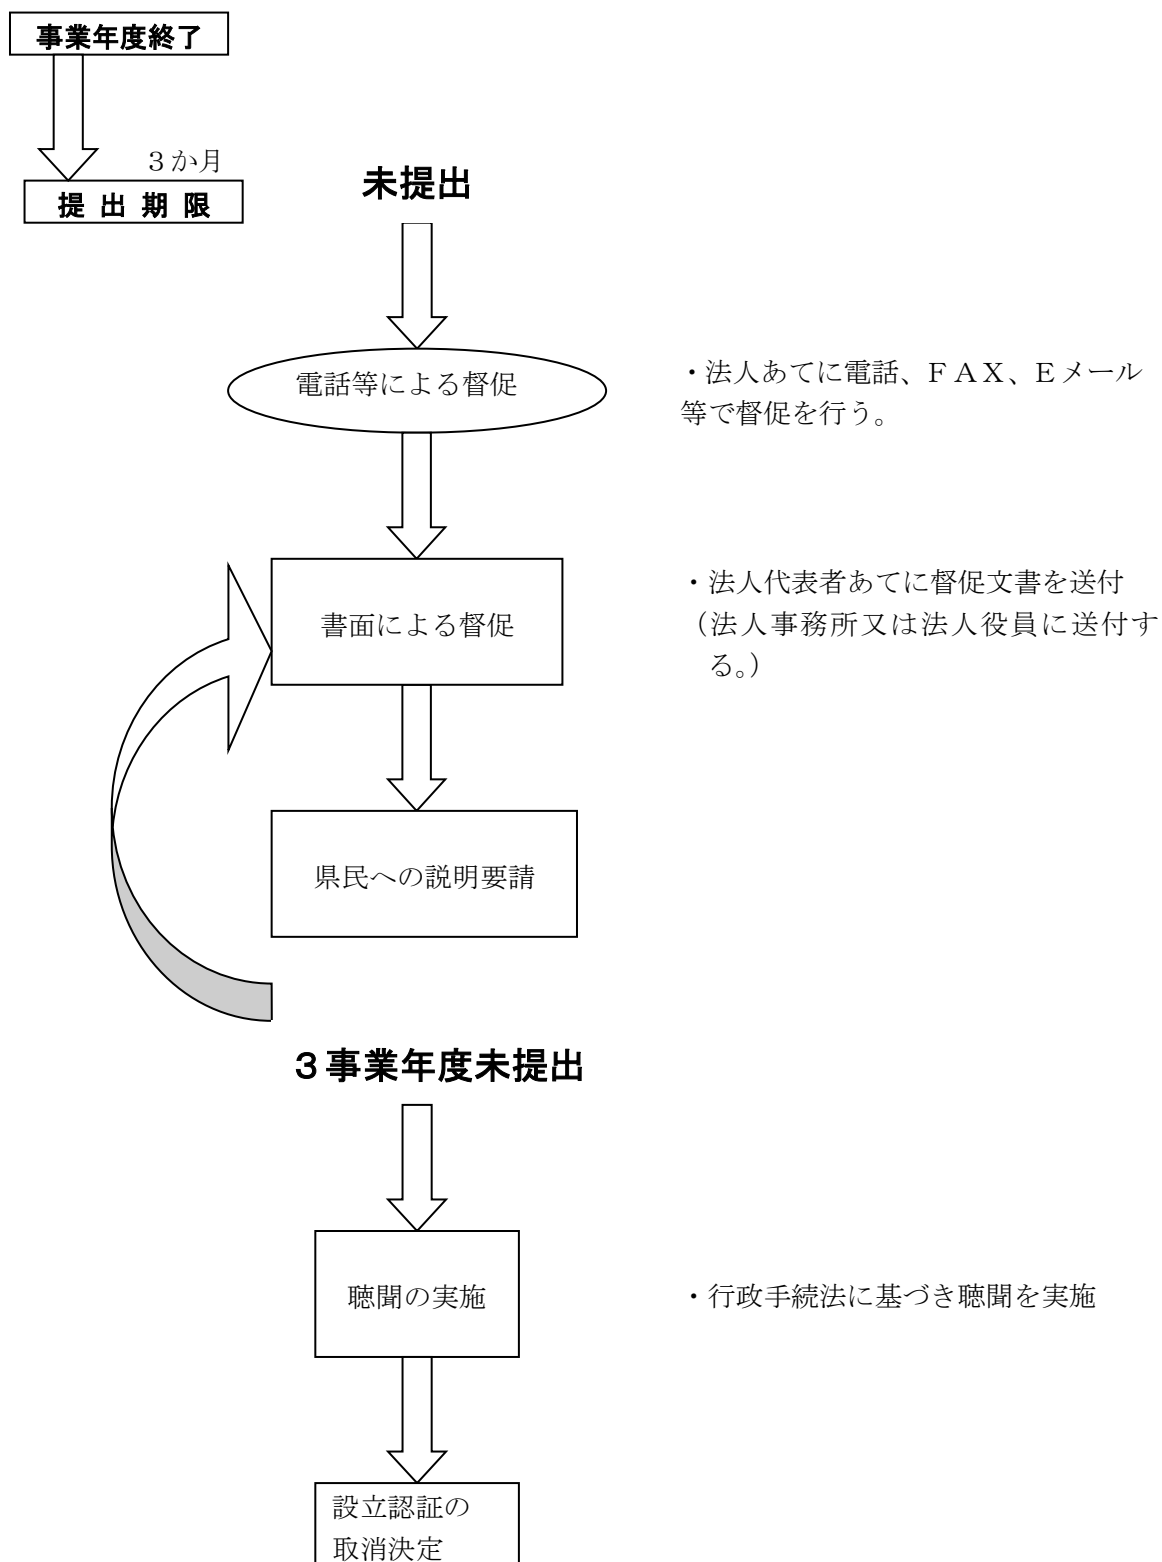 事業年度終了
３か月
提 出 期 限
未提出
電話等による督促
・法人あてに電話、ＦＡＸ、Ｅメール
等で督促を行う。
書面による督促
・法人代表者あてに督促文書を送付
（法人事務所又は法人役員に送付す
る。）
県民への説明要請
３事業年度未提出
聴聞の実施
・行政手続法に基づき聴聞を実施
設立認証の
取消決定